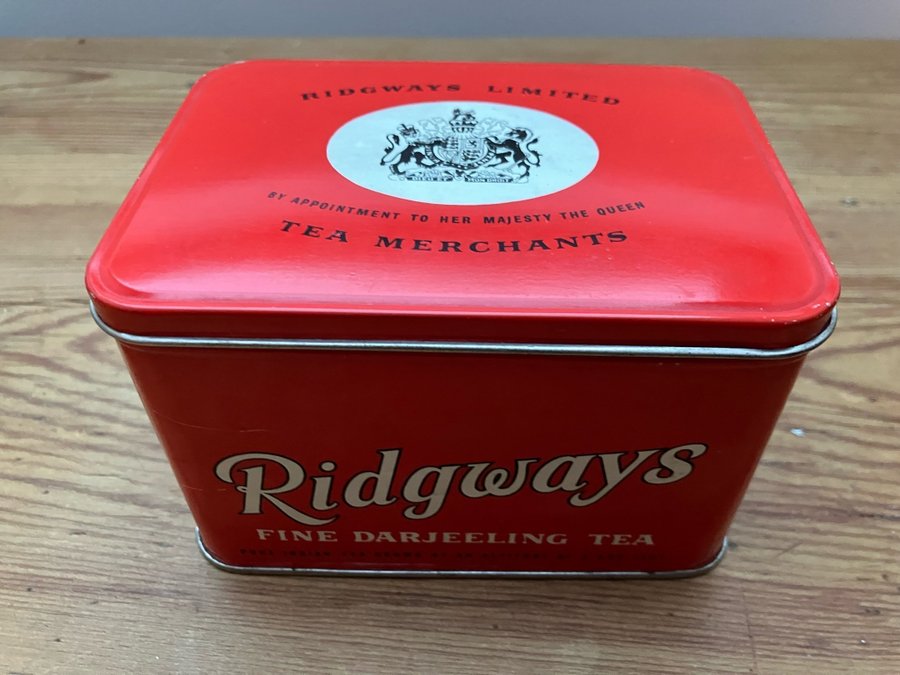 RIDGWAYS LIMITED
BY APPOINTMENT TO HER MAJESTY THE QUEEN
TEA MERCHANTS
Ridgways
FINE DARJEELING TEA